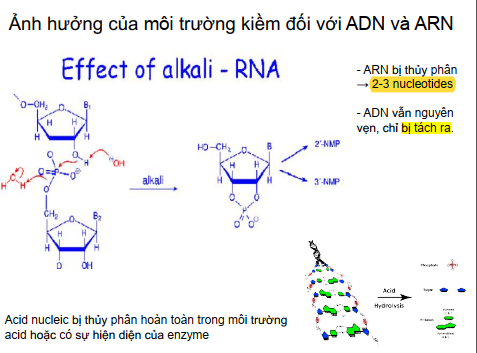 Ảnh hưởng của môi trường kiềm đối với ADN và ARN
Effect of alkali - RNA
- ARN bị thủy phân
→ 2-3 nucleotides
- ADN vẫn nguyên
vẹn, chỉ bị tách ra.
O-CH₂ B₁
H H H H
O O H OH
O=P-O⊖
H O H
O
CH₂ B₂
H H H H
O OH
alkali
HO-CH₂ B
H H H H
O O
P
O O⊖
2'-NMP
3'-NMP
Acid
Hydrolysis
Phosphate
Sugar
Acid nucleic bị thủy phân hoàn toàn trong môi trường
acid hoặc có sự hiện diện của enzyme